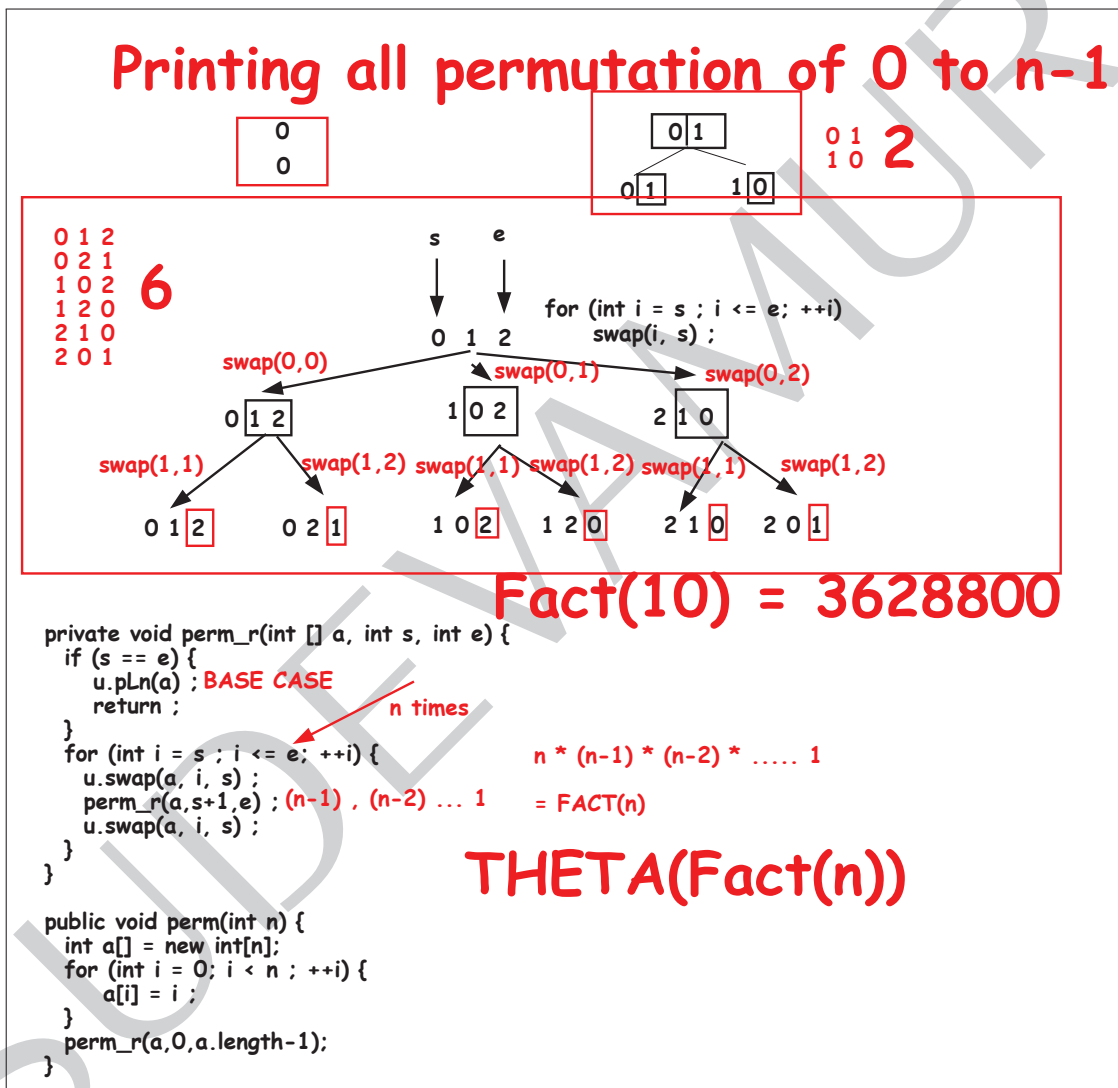 Printing all permutation of 0 to n-1
0
0
0 1
0 1
1 0
0 1
1 0
2
0 1 2
0 2 1
1 0 2
1 2 0
2 1 0
2 0 1
6
s e
for (int i = s ; i <= e; ++i)
swap(i, s) ;
0 1 2
swap(0,0) swap(0,1) swap(0,2)
0 1 2 1 0 2 2 1 0
swap(1,1) swap(1,2) swap(1,1) swap(1,2) swap(1,1) swap(1,2)
0 1 2 0 2 1 1 0 2 1 2 0 2 1 0 2 0 1
Fact(10) = 3628800
private void perm_r(int [] a, int s, int e) {
if (s == e) {
u.pLn(a) ; BASE CASE
return ;
n times
}
for (int i = s ; i <= e; ++i) {
u.swap(a, i, s) ;
perm_r(a,s+1,e) ; (n-1) , (n-2) ... 1
u.swap(a, i, s) ;
}
}
n * (n-1) * (n-2) * ..... 1
= FACT(n)
THETA(Fact(n))
public void perm(int n) {
int a[] = new int[n];
for (int i = 0; i < n ; ++i) {
a[i] = i ;
}
perm_r(a,0,a.length-1);
}
UDEVAMUR